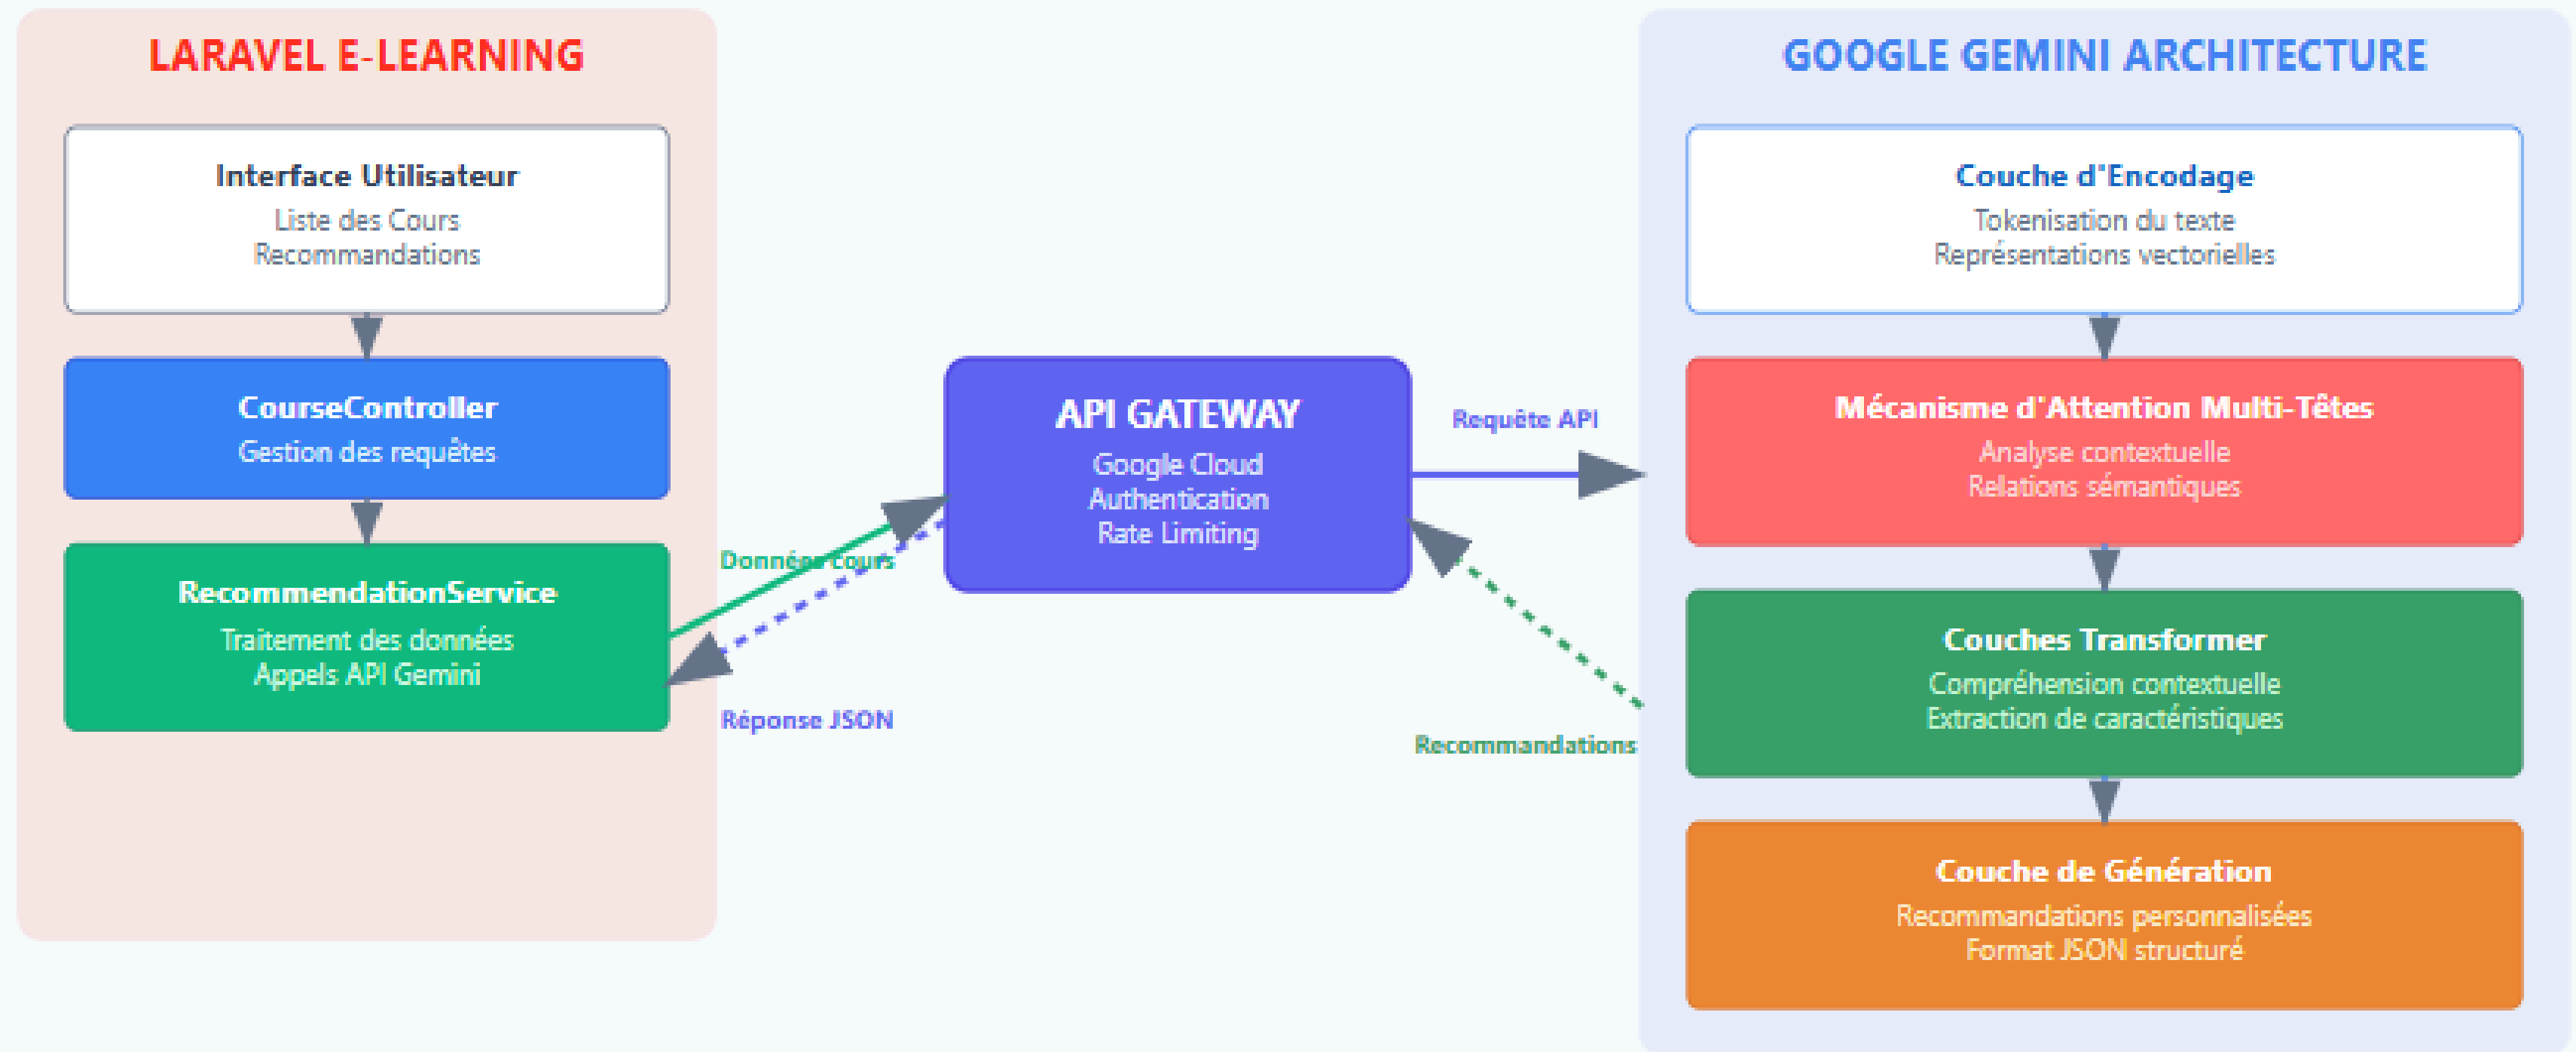 LARAVEL E-LEARNING
Interface Utilisateur
Liste des Cours
Recommandations
CourseController
Gestion des requêtes
RecommendationService
Traitement des données
Appels API Gemini
Données cours
Réponse JSON
API GATEWAY
Google Cloud
Authentication
Rate Limiting
Requête API
Recommandations
GOOGLE GEMINI ARCHITECTURE
Couche d'Encodage
Tokenisation du texte
Représentations vectorielles
Mécanisme d'Attention Multi-Têtes
Analyse contextuelle
Relations sémantiques
Couches Transformer
Compréhension contextuelle
Extraction de caractéristiques
Couche de Génération
Recommandations personnalisées
Format JSON structuré